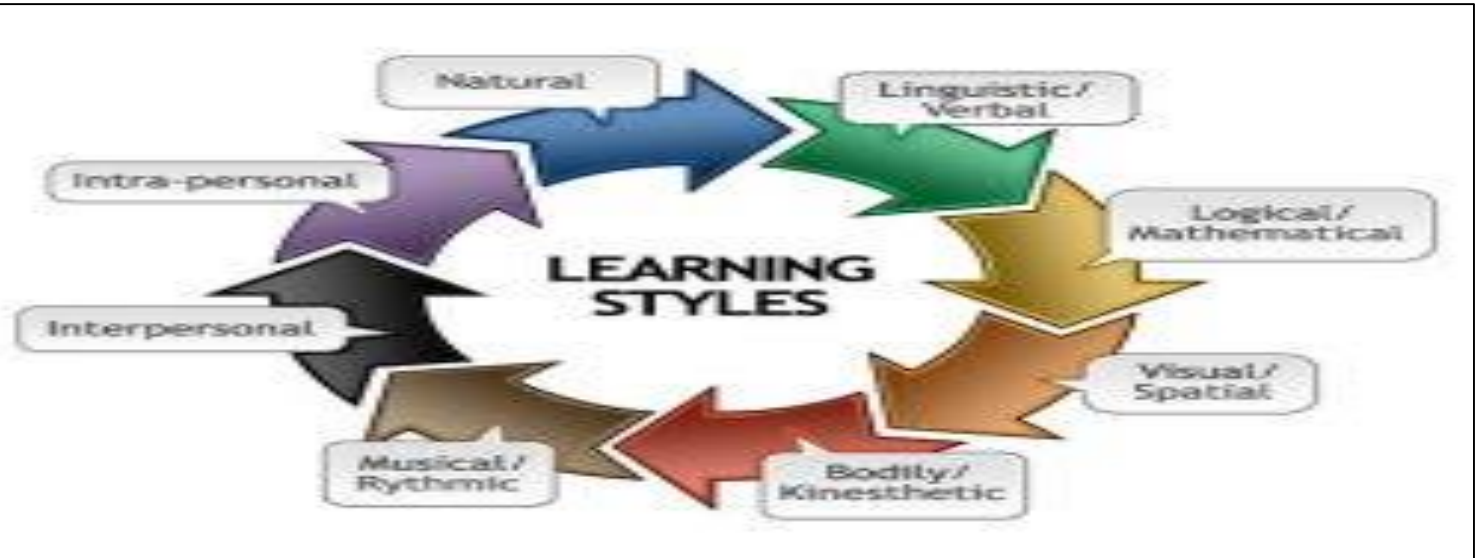 Natural
Linguistic/
Verbal
Intra-personal
Logical/
Mathematical
LEARNING
STYLES
Interpersonal
Visual/
Spatial
Musical/
Rythmic
Bodily/
Kinesthetic